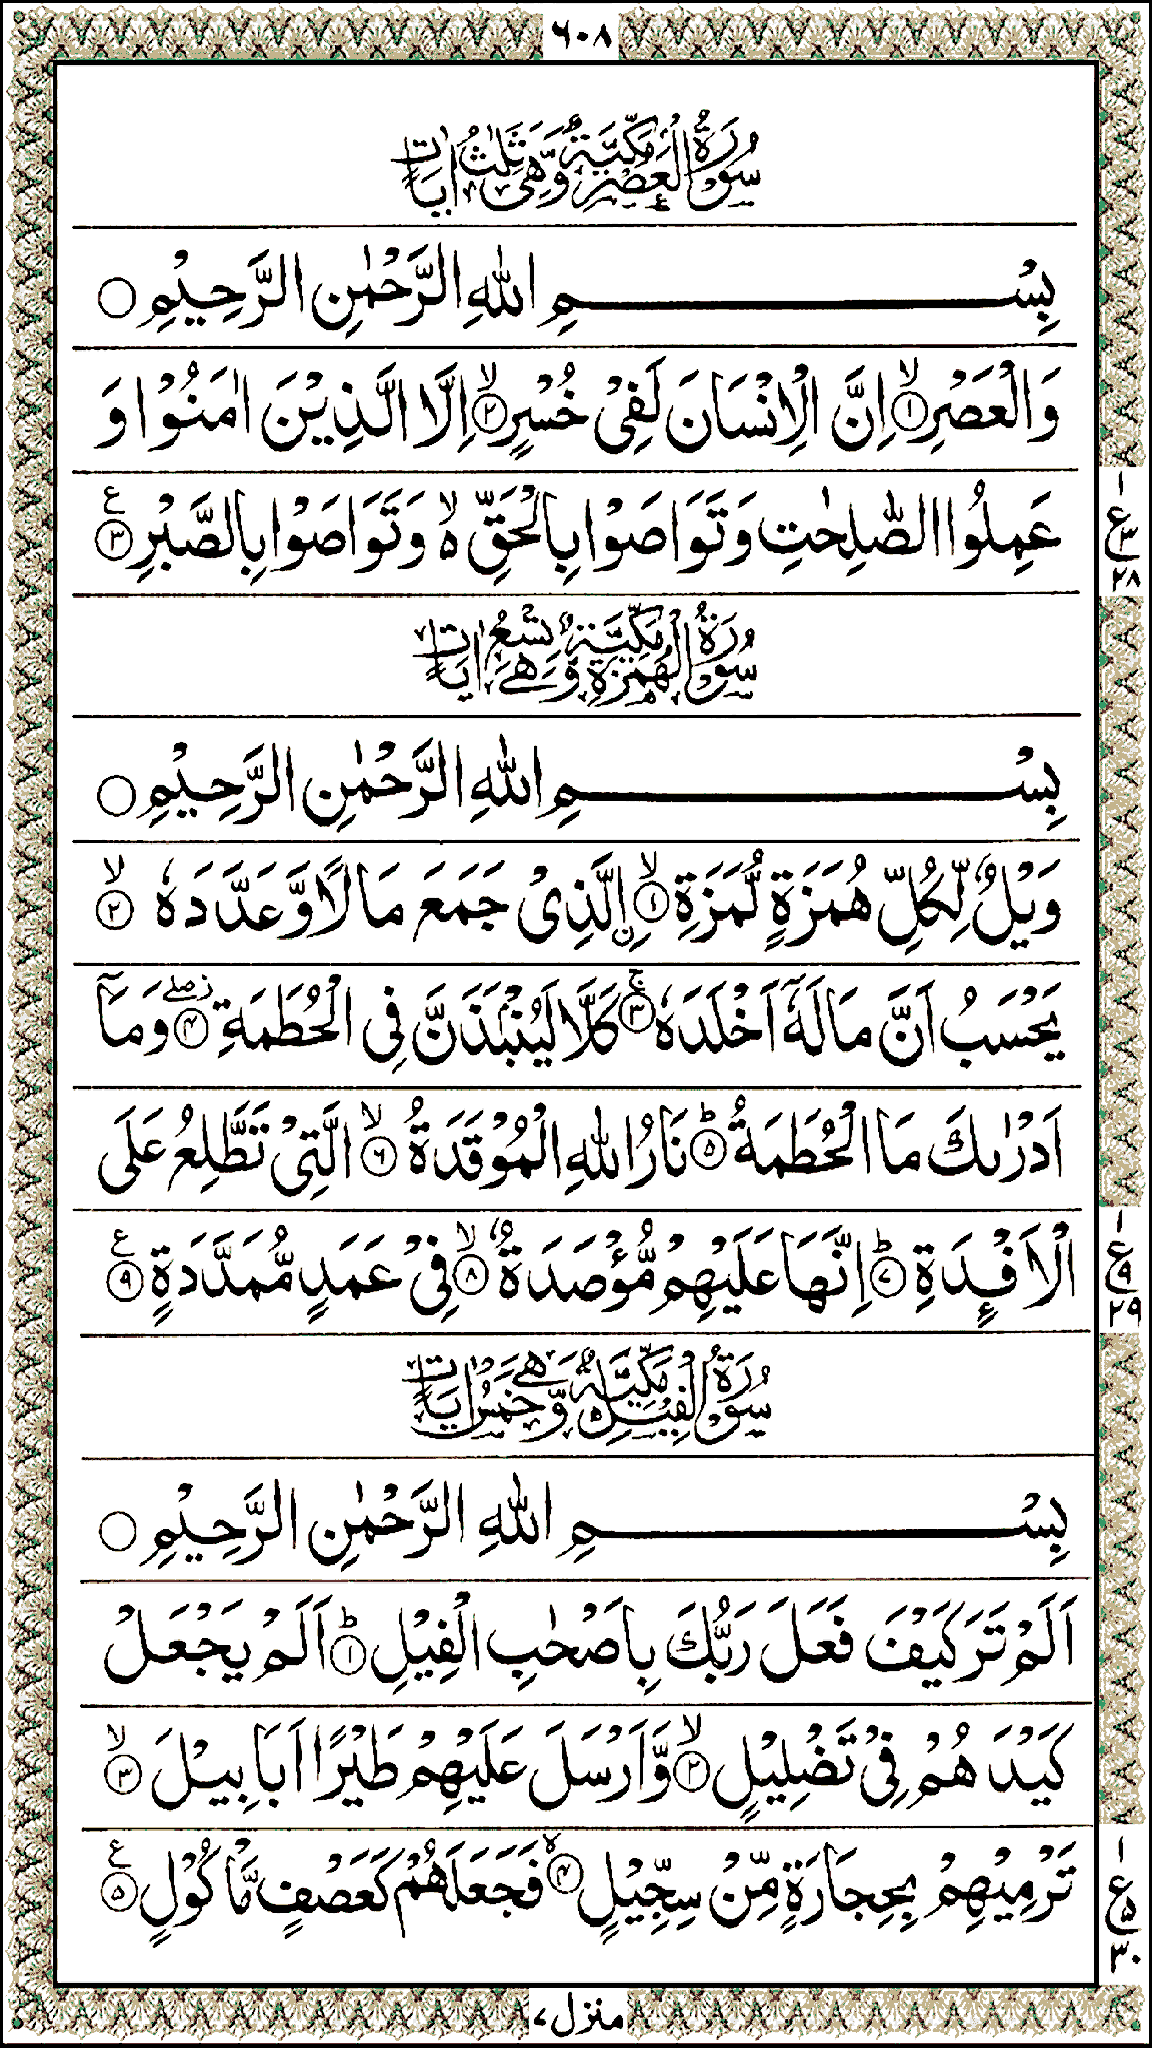 ٦٠٨
سُوْرَةُ الْعَصْرِ مَكِّيَّةٌ وَّهِىَ ثَلٰثُ اٰيَاتٍ
بِسْمِ اللّٰهِ الرَّحْمٰنِ الرَّحِيْمِ ○
وَالْعَصْرِ ۙ﴿١﴾ اِنَّ الْاِنْسَانَ لَفِىْ خُسْرٍ ۙ﴿٢﴾ اِلَّا الَّذِيْنَ اٰمَنُوْا وَ
عَمِلُوا الصّٰلِحٰتِ وَتَوَاصَوْا بِالْحَقِّ ۙ۬ وَتَوَاصَوْا بِالصَّبْرِ ﴿٣﴾ ع
١
ع ٣
٢٨
سُوْرَةُ الْهُمَزَةِ مَكِّيَّةٌ وَّهِىَ تِسْعُ اٰيَاتٍ
بِسْمِ اللّٰهِ الرَّحْمٰنِ الرَّحِيْمِ ○
وَيْلٌ لِّكُلِّ هُمَزَةٍ لُّمَزَةِ ۙ﴿١﴾ اۨلَّذِىْ جَمَعَ مَالًا وَّعَدَّدَهٗ ۙ﴿٢﴾
يَحْسَبُ اَنَّ مَالَهٗۤ اَخْلَدَهٗ ۚ﴿٣﴾ كَلَّا لَيُنْۢبَذَنَّ فِى الْحُطَمَةِ ۖ﴿٤﴾ وَمَاۤ
اَدْرٰىكَ مَا الْحُطَمَةُ ؕ﴿٥﴾ نَارُ اللّٰهِ الْمُوْقَدَةُ ۙ﴿٦﴾ الَّتِىْ تَطَّلِعُ عَلَى
الْاَفْـِٕدَةِ ؕ﴿٧﴾ اِنَّهَا عَلَيْهِمْ مُّؤْصَدَةٌ ۙ﴿٨﴾ فِىْ عَمَدٍ مُّمَدَّدَةٍ ﴿٩﴾ ع
١
ع ٩
٢٩
سُوْرَةُ الْفِيْلِ مَكِّيَّةٌ وَّهِىَ خَمْسُ اٰيَاتٍ
بِسْمِ اللّٰهِ الرَّحْمٰنِ الرَّحِيْمِ ○
اَلَمْ تَرَ كَيْفَ فَعَلَ رَبُّكَ بِاَصْحٰبِ الْفِيْلِ ؕ﴿١﴾ اَلَمْ يَجْعَلْ
كَيْدَهُمْ فِىْ تَضْلِيْلٍ ۙ﴿٢﴾ وَّاَرْسَلَ عَلَيْهِمْ طَيْرًا اَبَابِيْلَ ۙ﴿٣﴾
تَرْمِيْهِمْ بِحِجَارَةٍ مِّنْ سِجِّيْلٍ ۪ۙ﴿٤﴾ فَجَعَلَهُمْ كَعَصْفٍ مَّاْكُوْلٍ ﴿٥﴾ ع
١
ع ٥
٣٠
منزل ٧